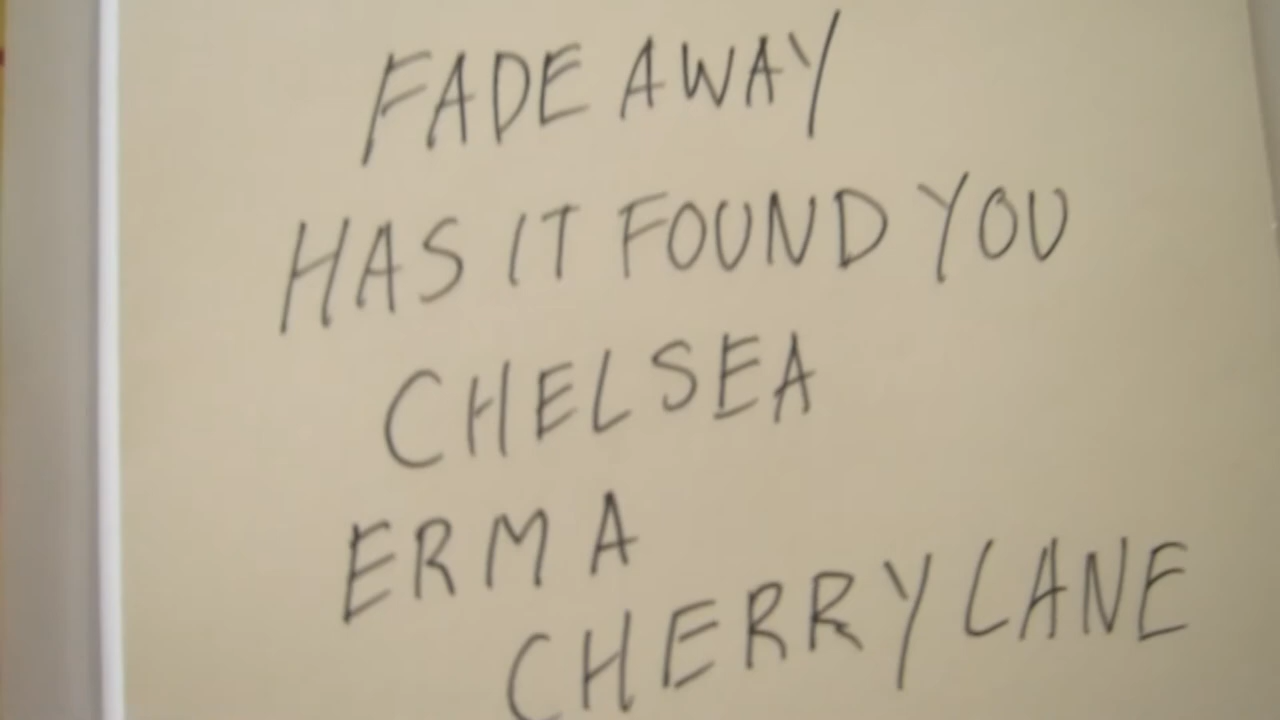 FADE AWAY
HAS IT FOUND YOU
CHELSEA
ERMA
CHERRY LANE